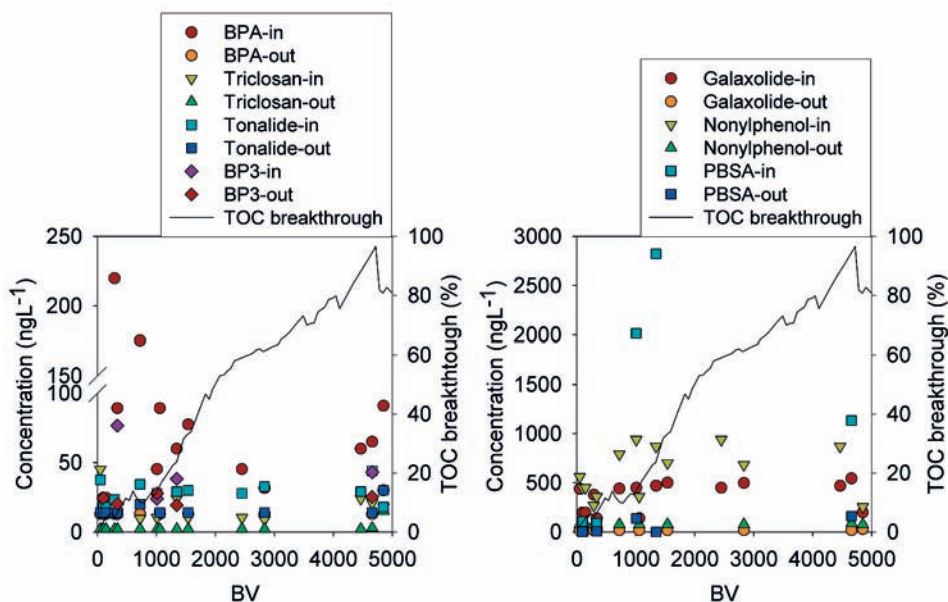 BPA-in
BPA-out
Triclosan-in
Triclosan-out
Tonalide-in
Tonalide-out
BP3-in
BP3-out
TOC breakthrough
250
200
150
100
50
0
Concentration (ngL⁻¹)
100
80
60
40
20
0
TOC breakthtough (%)
0 1000 2000 3000 4000 5000
BV
Galaxolide-in
Galaxolide-out
Nonylphenol-in
Nonylphenol-out
PBSA-in
PBSA-out
TOC breakthrough
3000
2500
2000
1500
1000
500
0
Concentration (ngL⁻¹)
100
80
60
40
20
0
TOC breakthrough (%)
0 1000 2000 3000 4000 5000
BV